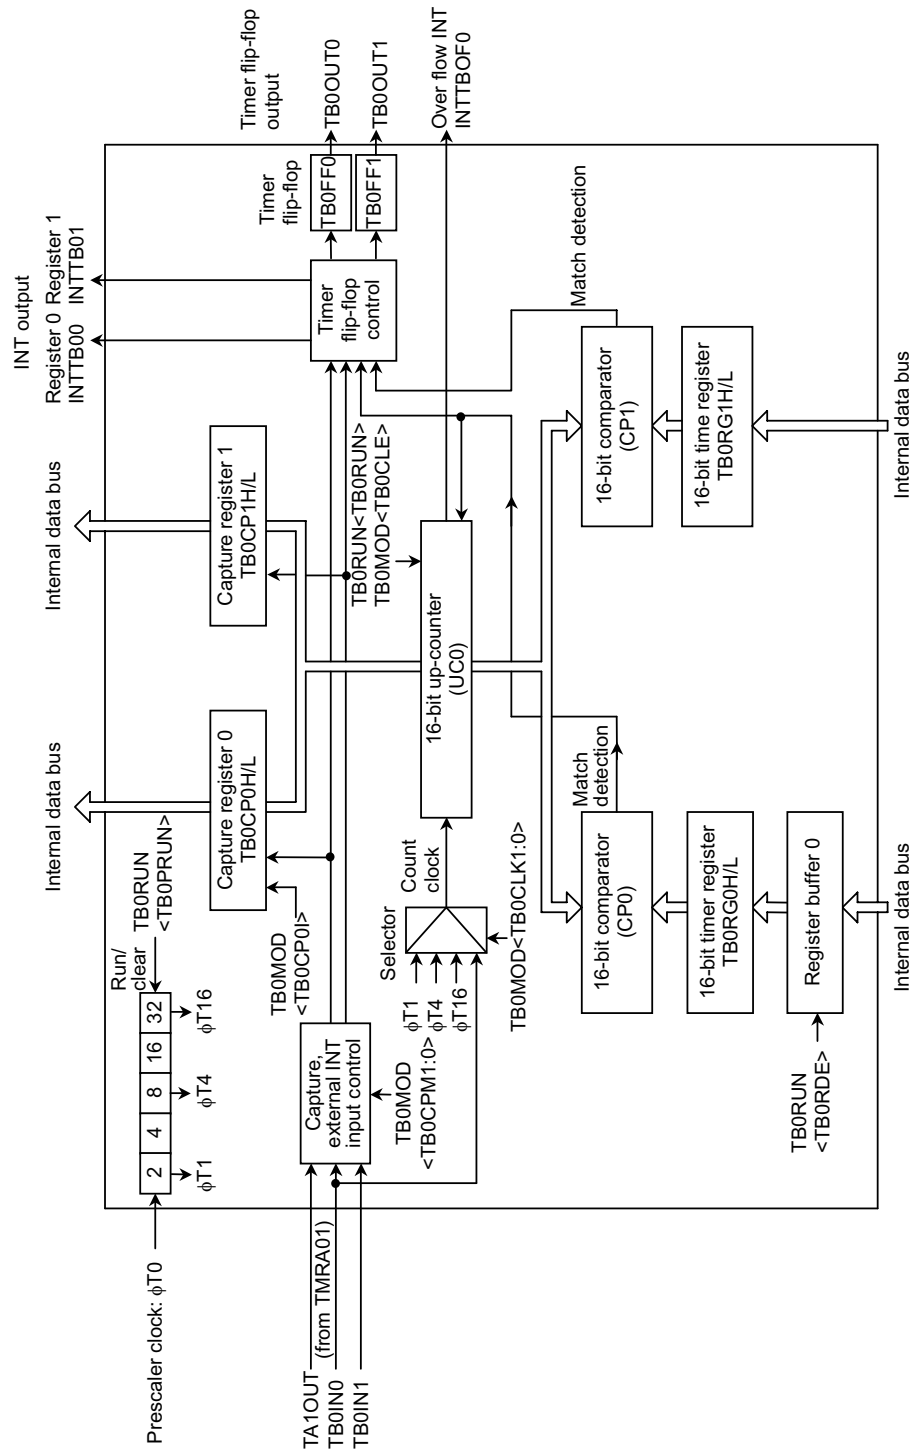 Prescaler clock: ϕT0
2
4
8
16
32
Run/
clear
TB0RUN
<TB0PRUN>
ϕT1
ϕT4
ϕT16
Internal data bus
Internal data bus
INT output
Register 0
INTTB00
Register 1
INTTB01
Capture register 0
TB0CP0H/L
Capture register 1
TB0CP1H/L
TB0MOD
<TB0CP0I>
TA1OUT
(from TMRA01)
TB0IN0
TB0IN1
Capture,
external INT
input control
TB0MOD
<TB0CPM1:0>
Timer
flip-flop
control
Timer
flip-flop
TB0FF0
TB0FF1
Timer flip-flop
output
TB0OUT0
TB0OUT1
TB0RUN<TB0RUN>
TB0MOD<TB0CLE>
Selector
ϕT1
ϕT4
ϕT16
Count
clock
TB0MOD<TB0CLK1:0>
16-bit up-counter
(UC0)
Over flow INT
INTTBOF0
Match
detection
Match detection
16-bit comparator
(CP0)
16-bit comparator
(CP1)
16-bit timer register
TB0RG0H/L
16-bit time register
TB0RG1H/L
Register buffer 0
TB0RUN
<TB0RDE>
Internal data bus
Internal data bus